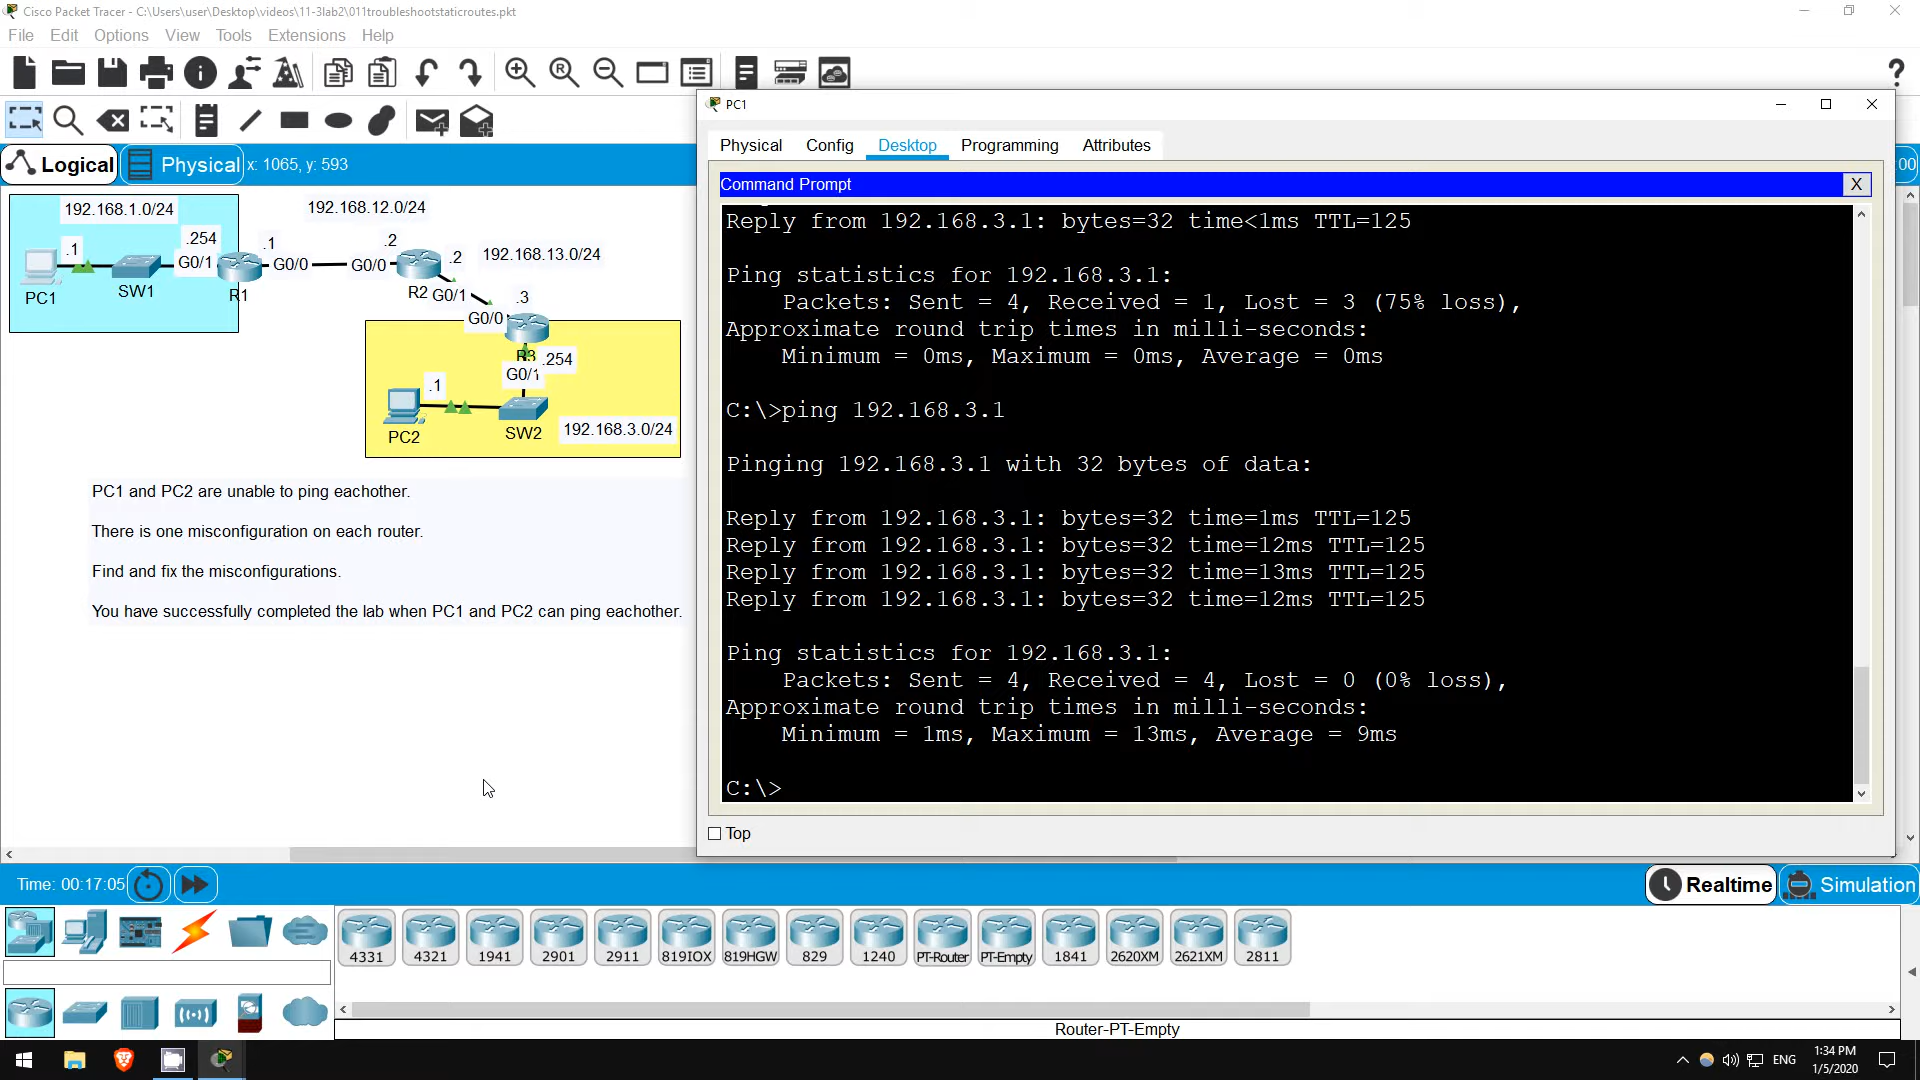 Cisco Packet Tracer - C:\Users\user\Desktop\videos\11-3lab2\011troubleshootstaticroutes.pkt
File Edit Options View Tools Extensions Help
Logical
Physical
x: 1065, y: 593
192.168.1.0/24
.1
.254
G0/1
PC1
SW1
R1
.1
G0/0
192.168.12.0/24
.2
G0/0
R2
.2
G0/1
192.168.13.0/24
.3
G0/0
R3
.254
G0/1
.1
PC2
SW2
192.168.3.0/24
PC1 and PC2 are unable to ping eachother.
There is one misconfiguration on each router.
Find and fix the misconfigurations.
You have successfully completed the lab when PC1 and PC2 can ping eachother.
PC1
Physical Config Desktop Programming Attributes
Command Prompt
X
Reply from 192.168.3.1: bytes=32 time<1ms TTL=125
Ping statistics for 192.168.3.1:
Packets: Sent = 4, Received = 1, Lost = 3 (75% loss),
Approximate round trip times in milli-seconds:
Minimum = 0ms, Maximum = 0ms, Average = 0ms
C:\>ping 192.168.3.1
Pinging 192.168.3.1 with 32 bytes of data:
Reply from 192.168.3.1: bytes=32 time=1ms TTL=125
Reply from 192.168.3.1: bytes=32 time=12ms TTL=125
Reply from 192.168.3.1: bytes=32 time=13ms TTL=125
Reply from 192.168.3.1: bytes=32 time=12ms TTL=125
Ping statistics for 192.168.3.1:
Packets: Sent = 4, Received = 4, Lost = 0 (0% loss),
Approximate round trip times in milli-seconds:
Minimum = 1ms, Maximum = 13ms, Average = 9ms
C:\>
Top
:00
Time: 00:17:05
Realtime
Simulation
4331 4321 1941 2901 2911 819IOX 819HGW 829 1240 PT-Router PT-Empty 1841 2620XM 2621XM 2811
Router-PT-Empty
ENG
1:34 PM
1/5/2020